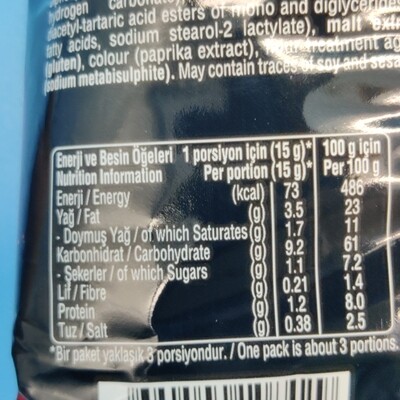 hydrogen carbonate
diacetyl-tartaric acid esters of mono and diglycerides
fatty acids, sodium stearol-2 lactylate), malt
(gluten), colour (paprika extract), treatment
(sodium metabisulphite). May contain traces of soy and
Enerji ve Besin Öğeleri 1 porsiyon için (15 g)* 100 g için
Nutrition Information Per portion (15 g)* Per 100 g
Enerji / Energy (kcal) 73 486
Yağ / Fat (g) 3.5 23
- Doymuş Yağ / of which Saturates (g) 1.7 11
Karbonhidrat / Carbohydrate (g) 9.2 61
- Şekerler / of which Sugars (g) 1.1 7.2
Lif / Fibre (g) 0.21 1.4
Protein (g) 1.2 8.0
Tuz / Salt (g) 0.38 2.5
*Bir paket yaklaşık 3 porsiyondur. / One pack is about 3 portions.